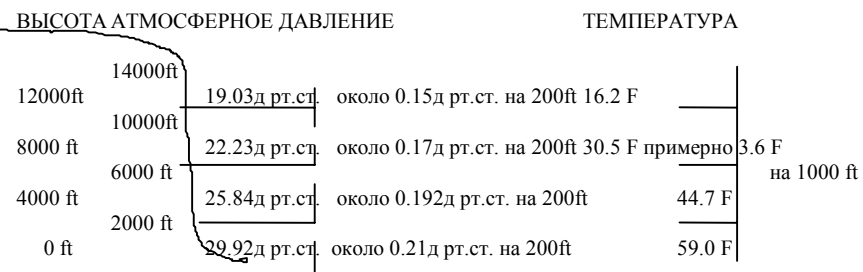 ВЫСОТА АТМОСФЕРНОЕ ДАВЛЕНИЕ ТЕМПЕРАТУРА
14000ft
12000ft 19.03д рт.ст. около 0.15д рт.ст. на 200ft 16.2 F
10000ft
8000 ft 22.23д рт.ст. около 0.17д рт.ст. на 200ft 30.5 F примерно 3.6 F
6000 ft на 1000 ft
4000 ft 25.84д рт.ст. около 0.192д рт.ст. на 200ft 44.7 F
2000 ft
0 ft 29.92д рт.ст. около 0.21д рт.ст. на 200ft 59.0 F